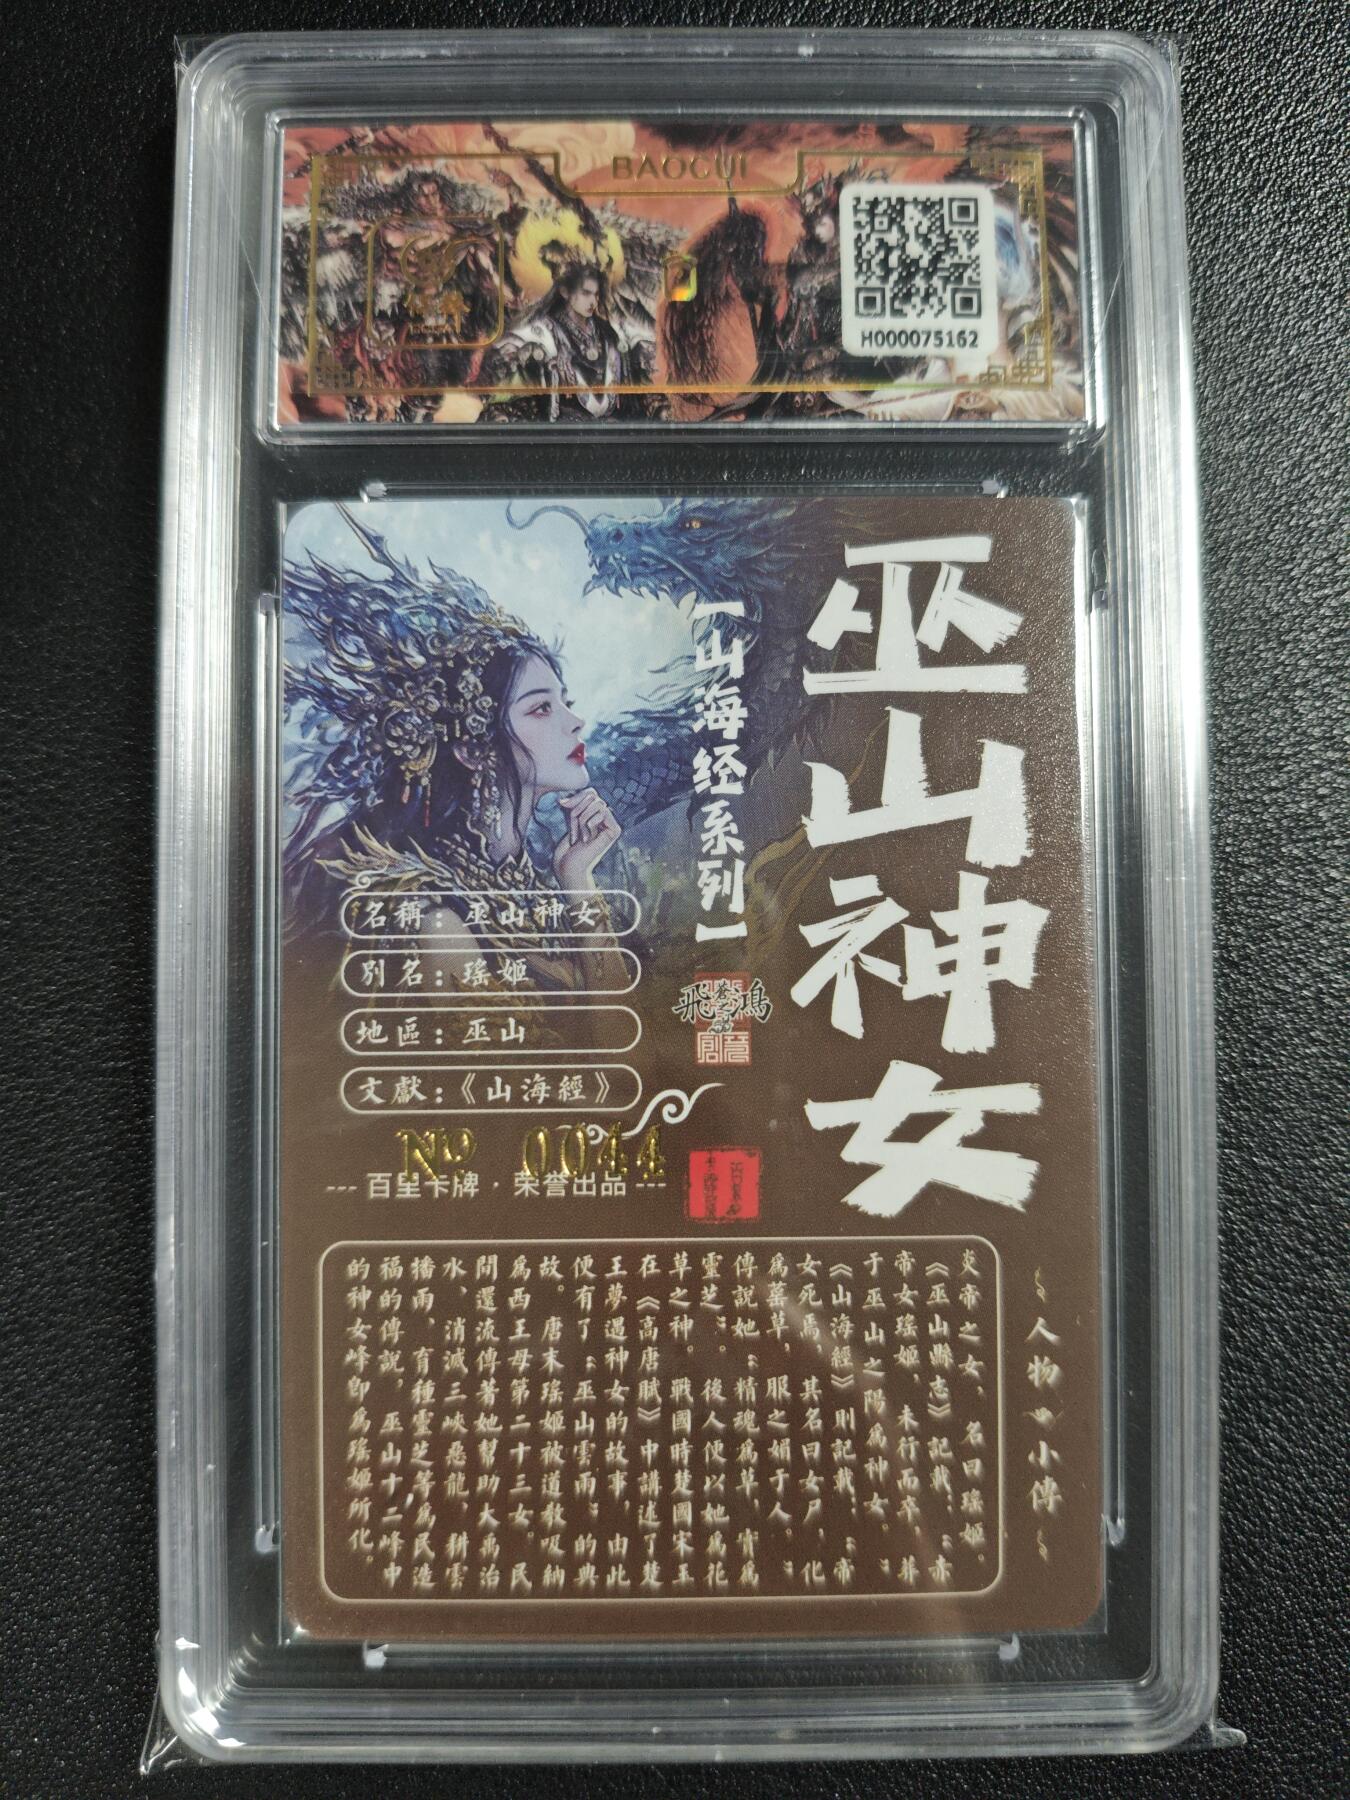 BAOCUI
H000075162
巫山神女
【山海经系列】
名稱：巫山神女
別名：瑤姬
地區：巫山
文獻：《山海經》
飛鴻
Nº 0044
--- 百里卡牌 · 荣誉出品 ---
人物 小傳
炎帝之女，名曰瑤姬。
《巫山縣志》記載：“赤
帝女瑤姬，未行而卒，葬
于巫山之陽爲神女。”
《山海經》則記載：“帝
女死焉，其名曰女尸，化
爲䔄草，服之媚于人。”
傳說她“精魂爲草，實爲
靈芝”。後人便以她爲花
草之神。戰國時楚國宋玉
在《高唐賦》中講述了楚
王夢遇神女的故事，由此
便有了“巫山雲雨”的典
故。唐末瑤姬被道教吸納
爲西王母第二十三女。民
間還流傳著她幫助大禹治
水，消滅三峽惡龍，耕雲
播雨，育種靈芝等爲民造
福的傳説，巫山十二峰中
的神女峰即爲瑤姬所化。